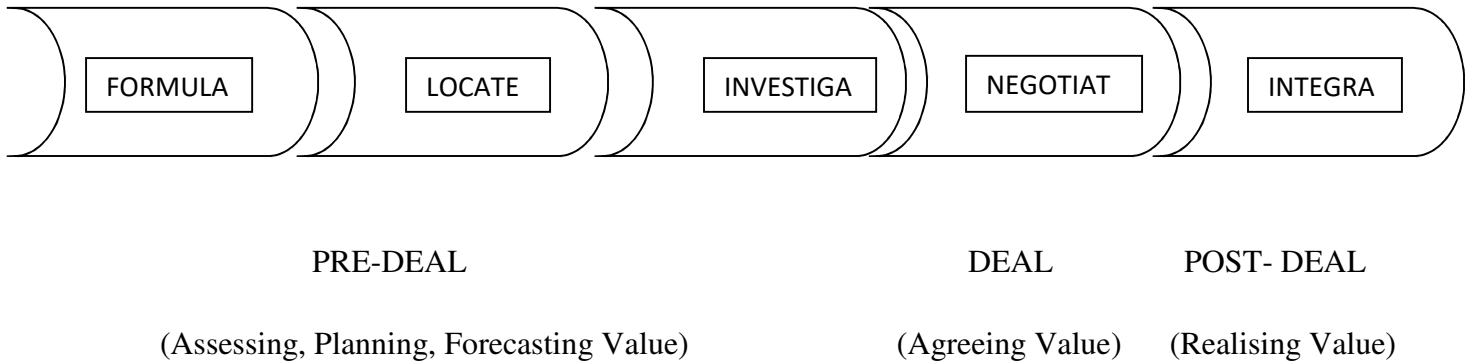 FORMULA LOCATE INVESTIGA NEGOTIAT INTEGRA
PRE-DEAL DEAL POST- DEAL
(Assessing, Planning, Forecasting Value) (Agreeing Value) (Realising Value)